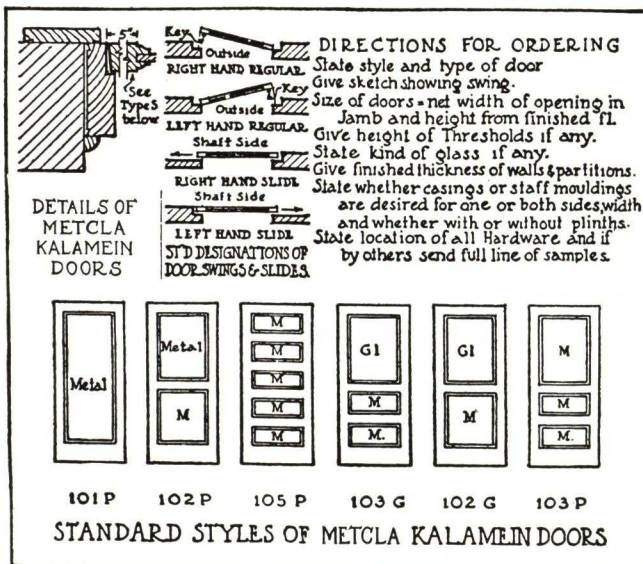 5"
See
Types
below
DETAILS OF
METCLA
KALAMEIN
DOORS
Key
Outside
RIGHT HAND REGULAR
Key
Outside
LEFT HAND REGULAR
Shaft Side
RIGHT HAND SLIDE
Shaft Side
LEFT HAND SLIDE
STD DESIGNATIONS OF
DOOR SWINGS & SLIDES
DIRECTIONS FOR ORDERING
State style and type of door
Give sketch showing swing.
Size of doors = net width of opening in
Jamb and height from finished fl.
Give height of Thresholds if any.
State kind of glass if any.
Give finished thickness of walls & partitions.
State whether casings or staff mouldings
are desired for one or both sides, width
and whether with or without plinths.
State location of all Hardware and if
by others send full line of samples.
Metal
Metal
M
M
M
M
M
M
Gl
M
M.
Gl
M
M
M
M.
101 P 102 P 105 P 103 G 102 G 103 P
STANDARD STYLES OF METCLA KALAMEIN DOORS